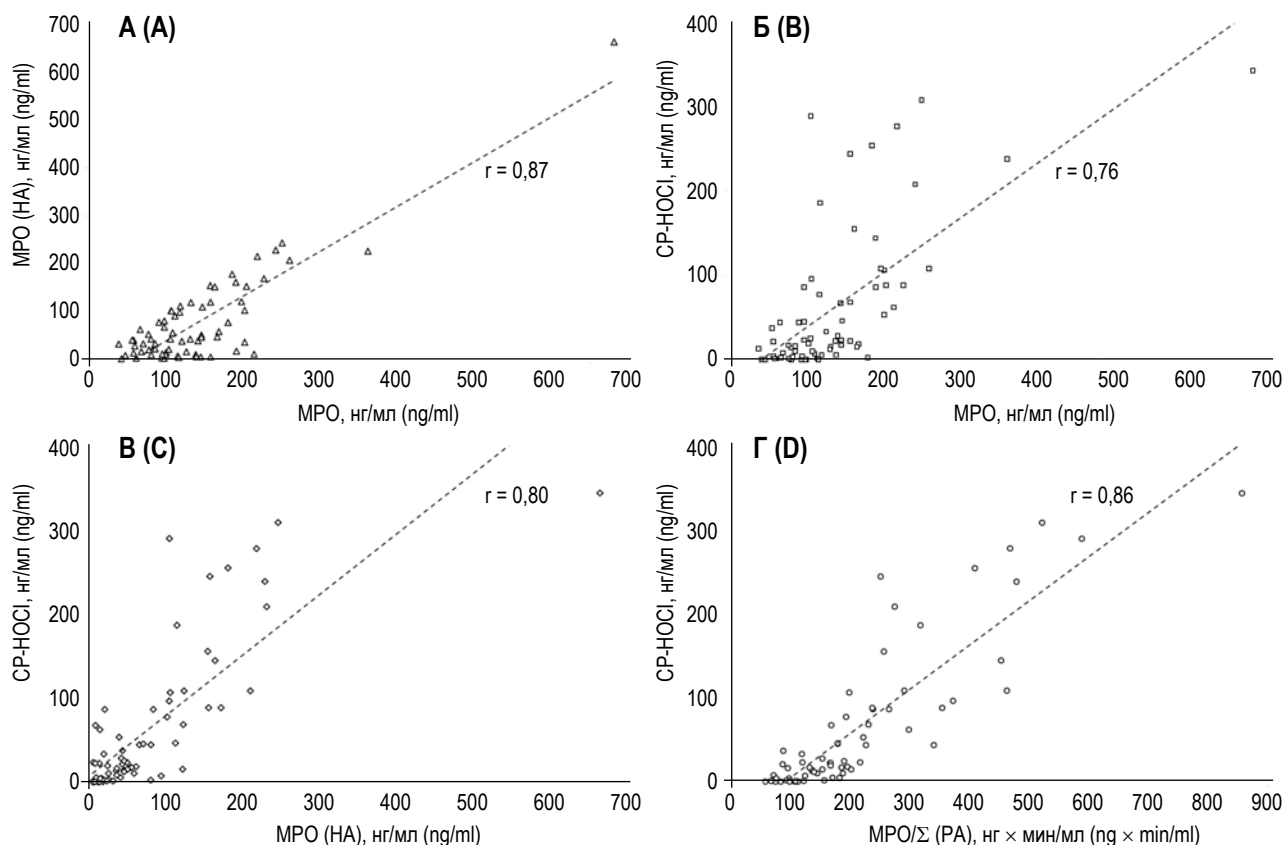 А (A)
MPO (HA), нг/мл (ng/ml)
700
600
500
400
300
200
100
0
r = 0,87
0 100 200 300 400 500 600 700
MPO, нг/мл (ng/ml)
Б (B)
CP-HOCl, нг/мл (ng/ml)
400
300
200
100
0
r = 0,76
0 100 200 300 400 500 600 700
MPO, нг/мл (ng/ml)
В (C)
CP-HOCl, нг/мл (ng/ml)
400
300
200
100
0
r = 0,80
0 100 200 300 400 500 600 700
MPO (HA), нг/мл (ng/ml)
Г (D)
CP-HOCl, нг/мл (ng/ml)
400
300
200
100
0
r = 0,86
0 100 200 300 400 500 600 700 800 900
MPO/Σ (PA), нг × мин/мл (ng × min/ml)